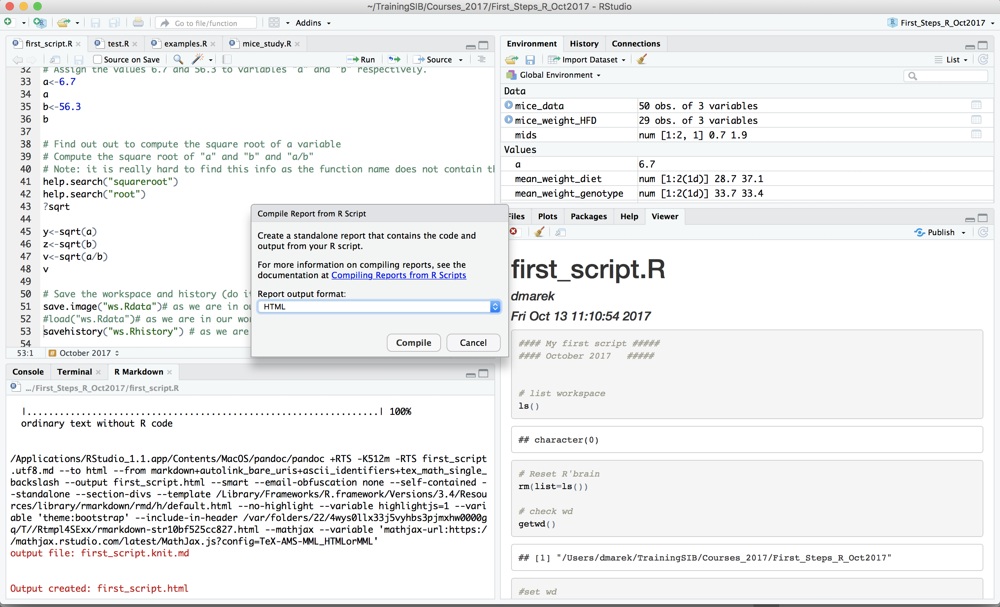 ~/TrainingSIB/Courses_2017/First_Steps_R_Oct2017 - RStudio
Go to file/function
Addins
First_Steps_R_Oct2017
first_script.R
test.R
examples.R
mice_study.R
Source on Save
Run
Source
32 # Assign the values 6.7 and 56.3 to variables "a" and "b" respectively.
33 a<-6.7
34 a
35 b<-56.3
36 b
37
38 # Find out out to compute the square root of a variable
39 # Compute the square root of "a" and "b" and "a/b"
40 # Note: it is really hard to find this info as the function name does not contain
41 help.search("squareroot")
42 help.search("root")
43 ?sqrt
44
45 y<-sqrt(a)
46 z<-sqrt(b)
47 v<-sqrt(a/b)
48 v
49
50 # Save the workspace and history (do
51 save.image("ws.Rdata")# as we are in
52 #load("ws.Rdata")# as we are in our
53 savehistory("ws.Rhistory") # as we are
54
53:1
# October 2017
Compile Report from R Script
Create a standalone report that contains the code and
output from your R script.
For more information on compiling reports, see the
documentation at Compiling Reports from R Scripts
Report output format:
HTML
Compile
Cancel
Console
Terminal
R Markdown
.../First_Steps_R_Oct2017/first_script.R
|.................................................................| 100%
ordinary text without R code
/Applications/RStudio_1.1.app/Contents/MacOS/pandoc/pandoc +RTS -K512m -RTS first_script
.utf8.md --to html --from markdown+autolink_bare_uris+ascii_identifiers+tex_math_single_
backslash --output first_script.html --smart --email-obfuscation none --self-contained -
-standalone --section-divs --template /Library/Frameworks/R.framework/Versions/3.4/Resou
rces/library/rmarkdown/rmd/h/default.html --no-highlight --variable highlightjs=1 --vari
able 'theme:bootstrap' --include-in-header /var/folders/22/4wys0llx33j5vyhbs3pjmxhw0000g
q/T//Rtmpl4SExx/rmarkdown-str10bf525cc827.html --mathjax --variable 'mathjax-url:https:/
/mathjax.rstudio.com/latest/MathJax.js?config=TeX-AMS-MML_HTMLorMML'
output file: first_script.knit.md
Output created: first_script.html
Environment
History
Connections
Import Dataset
List
Global Environment
Data
mice_data 50 obs. of 3 variables
mice_weight_HFD 29 obs. of 3 variables
mids num [1:2, 1] 0.7 1.9
Values
a 6.7
mean_weight_diet num [1:2(1d)] 28.7 37.1
mean_weight_genotype num [1:2(1d)] 33.7 33.4
Files
Plots
Packages
Help
Viewer
Publish
first_script.R
dmarek
Fri Oct 13 11:10:54 2017
#### My first script #####
#### October 2017 #####
# list workspace
ls()
## character(0)
# Reset R'brain
rm(list=ls())
# check wd
getwd()
## [1] "/Users/dmarek/TrainingSIB/Courses_2017/First_Steps_R_Oct2017"
#set wd